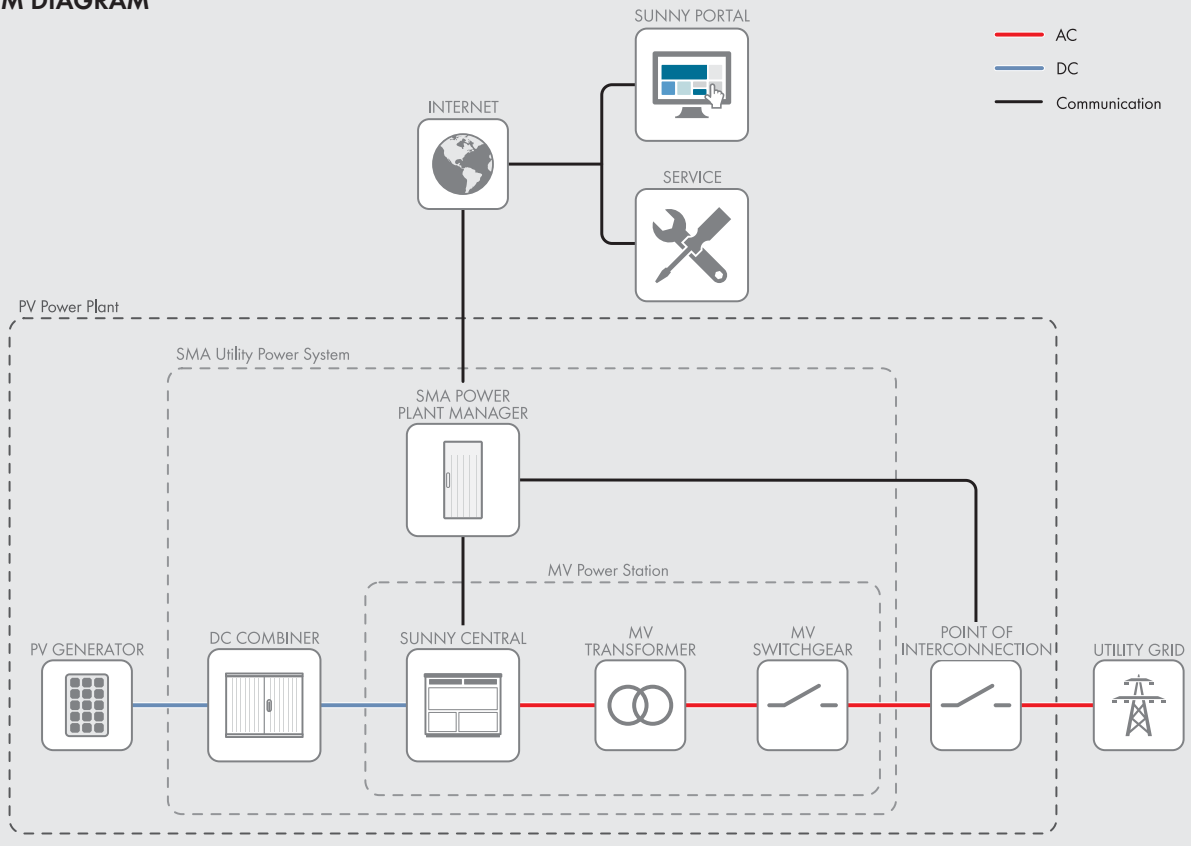 M DIAGRAM
SUNNY PORTAL
AC
DC
Communication
INTERNET
SERVICE
PV Power Plant
SMA Utility Power System
SMA POWER
PLANT MANAGER
MV Power Station
PV GENERATOR
DC COMBINER
SUNNY CENTRAL
MV
TRANSFORMER
MV
SWITCHGEAR
POINT OF
INTERCONNECTION
UTILITY GRID